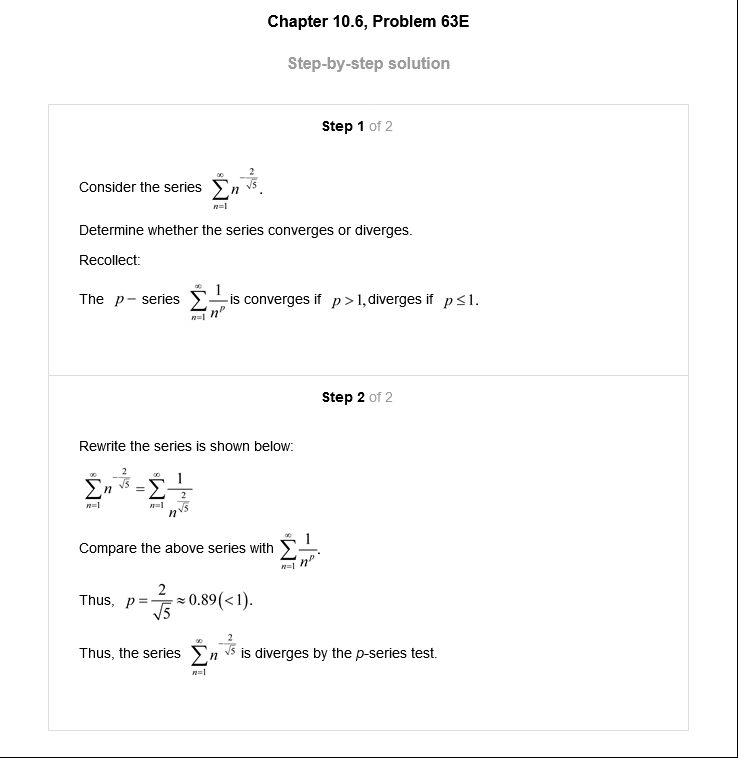 Chapter 10.6, Problem 63E
Step-by-step solution
Step 1 of 2
Consider the series $\sum_{n=1}^{\infty} n^{-\frac{2}{\sqrt{5}}}$.
Determine whether the series converges or diverges.
Recollect:
The $p-$ series $\sum_{n=1}^{\infty} \frac{1}{n^p}$ is converges if $p>1$, diverges if $p \leq 1$.
Step 2 of 2
Rewrite the series is shown below:
$\sum_{n=1}^{\infty} n^{-\frac{2}{\sqrt{5}}} = \sum_{n=1}^{\infty} \frac{1}{n^{\frac{2}{\sqrt{5}}}}$
Compare the above series with $\sum_{n=1}^{\infty} \frac{1}{n^p}$.
Thus, $p = \frac{2}{\sqrt{5}} \approx 0.89(<1)$.
Thus, the series $\sum_{n=1}^{\infty} n^{-\frac{2}{\sqrt{5}}}$ is diverges by the p-series test.